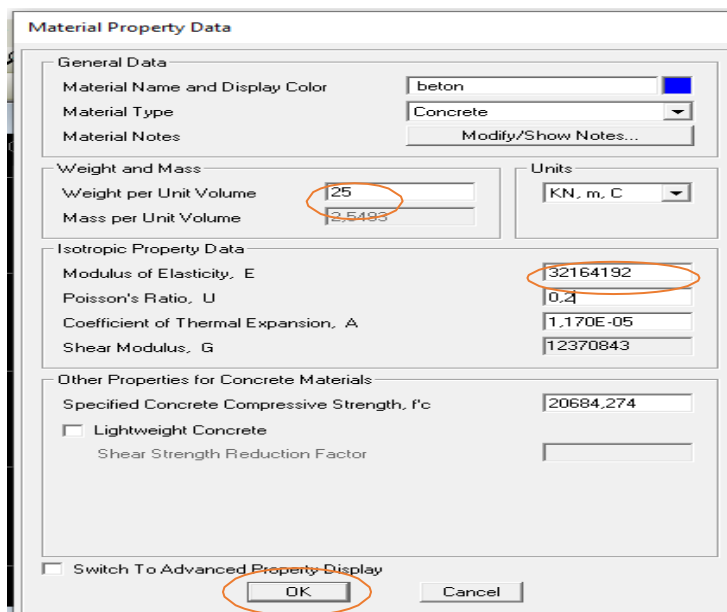 Material Property Data
General Data
Material Name and Display Color beton
Material Type Concrete
Material Notes Modify/Show Notes...
Weight and Mass Units
Weight per Unit Volume 25 KN, m, C
Mass per Unit Volume 2,5493
Isotropic Property Data
Modulus of Elasticity, E 32164192
Poisson's Ratio, U 0,2
Coefficient of Thermal Expansion, A 1,170E-05
Shear Modulus, G 12370843
Other Properties for Concrete Materials
Specified Concrete Compressive Strength, f'c 20684,274
Lightweight Concrete
Shear Strength Reduction Factor
Switch To Advanced Property Display
OK Cancel